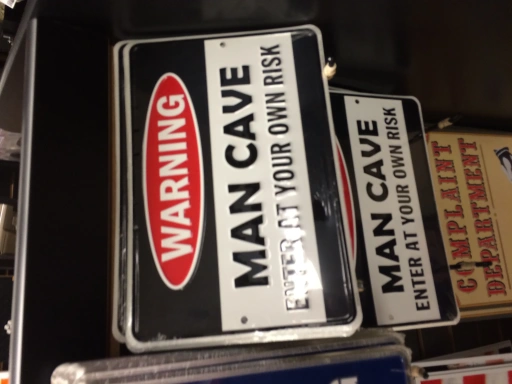 WARNING
MAN CAVE
ENTER AT YOUR OWN RISK
MAN CAVE
ENTER AT YOUR OWN RISK
COMPLAINT
DEPARTMENT